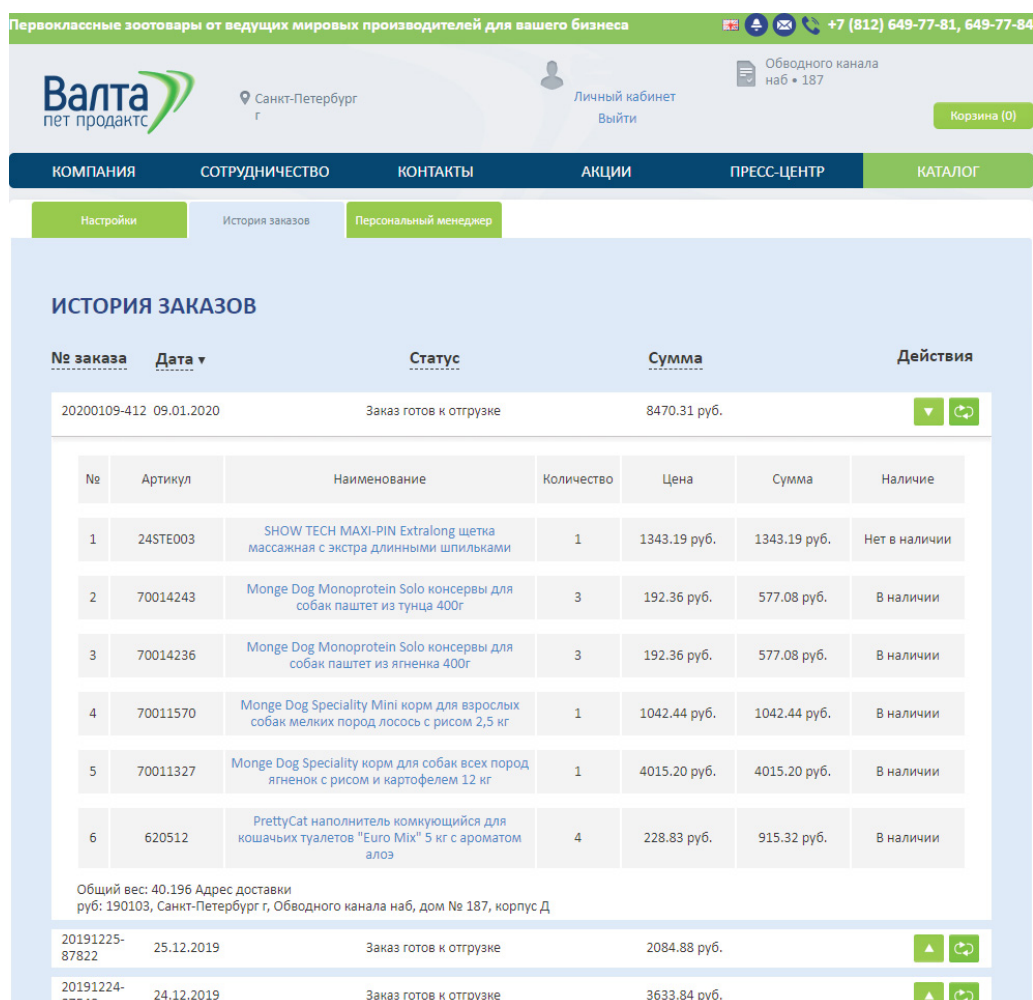 Первоклассные зоотовары от ведущих мировых производителей для вашего бизнеса
+7 (812) 649-77-81, 649-77-84
Валта
пет продактс
Санкт-Петербург
г
Личный кабинет
Выйти
Обводного канала
наб • 187
Корзина (0)
КОМПАНИЯ СОТРУДНИЧЕСТВО КОНТАКТЫ АКЦИИ ПРЕСС-ЦЕНТР КАТАЛОГ
Настройки История заказов Персональный менеджер
ИСТОРИЯ ЗАКАЗОВ
№ заказа Дата ▾ Статус Сумма Действия
20200109-412 09.01.2020 Заказ готов к отгрузке 8470.31 руб.
№ Артикул Наименование Количество Цена Сумма Наличие
SHOW TECH MAXI-PIN Extralong щетка
1 24STE003 массажная с экстра длинными шпильками 1 1343.19 руб. 1343.19 руб. Нет в наличии
Monge Dog Monoprotein Solo консервы для
2 70014243 собак паштет из тунца 400г 3 192.36 руб. 577.08 руб. В наличии
Monge Dog Monoprotein Solo консервы для
3 70014236 собак паштет из ягненка 400г 3 192.36 руб. 577.08 руб. В наличии
Monge Dog Speciality Mini корм для взрослых
4 70011570 собак мелких пород лосось с рисом 2,5 кг 1 1042.44 руб. 1042.44 руб. В наличии
Monge Dog Speciality корм для собак всех пород
5 70011327 ягненок с рисом и картофелем 12 кг 1 4015.20 руб. 4015.20 руб. В наличии
PrettyCat наполнитель комкующийся для
6 620512 кошачьих туалетов "Euro Mix" 5 кг с ароматом 4 228.83 руб. 915.32 руб. В наличии
алоэ
Общий вес: 40.196 Адрес доставки
руб: 190103, Санкт-Петербург г, Обводного канала наб, дом № 187, корпус Д
20191225-
87822 25.12.2019 Заказ готов к отгрузке 2084.88 руб.
20191224-
24.12.2019 Заказ готов к отгрузке 3633.84 руб.